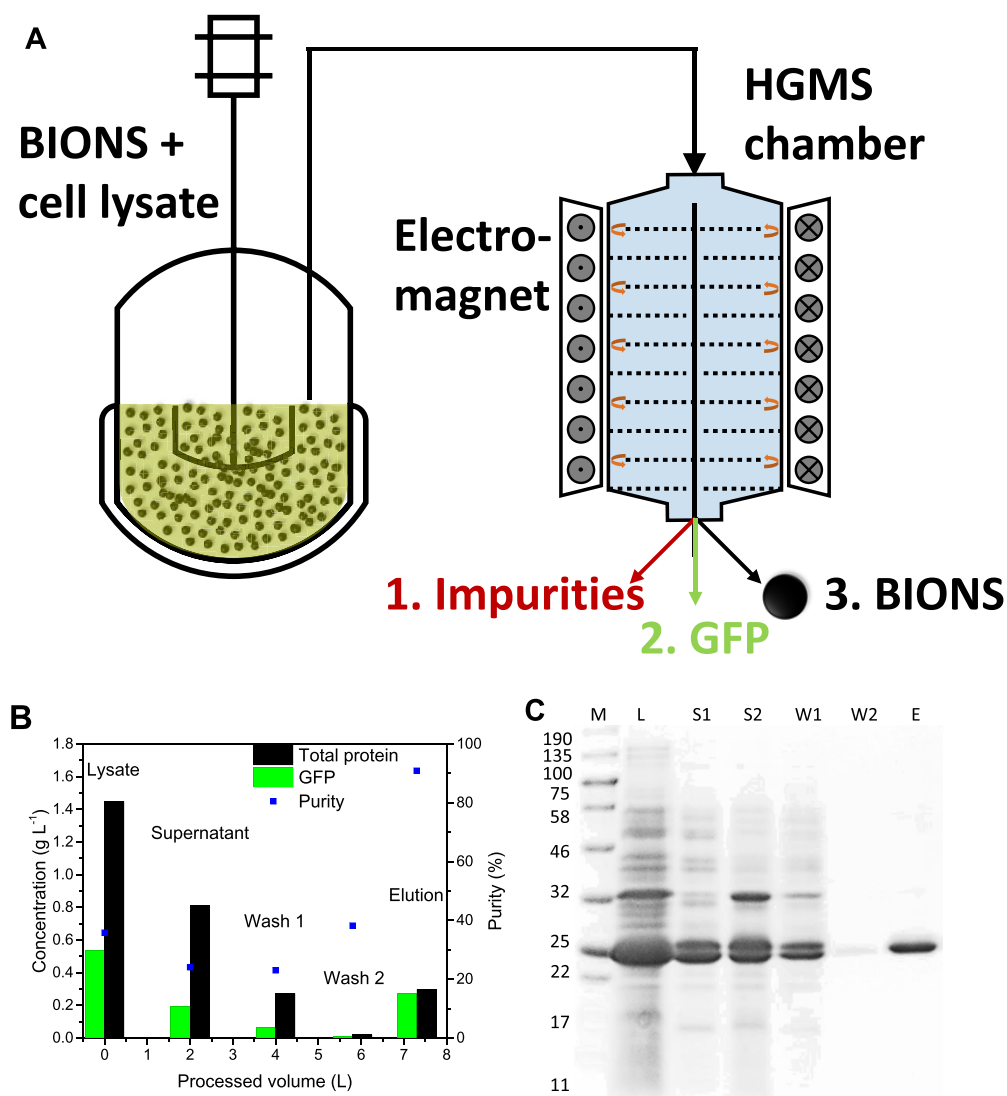 A
BIONS +
cell lysate
HGMS
chamber
Electro-
magnet
1. Impurities
2. GFP
3. BIONS
B
Concentration (g L⁻¹)
1.8
1.6
1.4
1.2
1.0
0.8
0.6
0.4
0.2
0.0
Lysate
Supernatant
Wash 1
Wash 2
Elution
Total protein
GFP
Purity
100
80
60
40
20
0
Purity (%)
0 1 2 3 4 5 6 7 8
Processed volume (L)
C
M L S1 S2 W1 W2 E
190
135
100
75
58
46
32
25
22
17
11